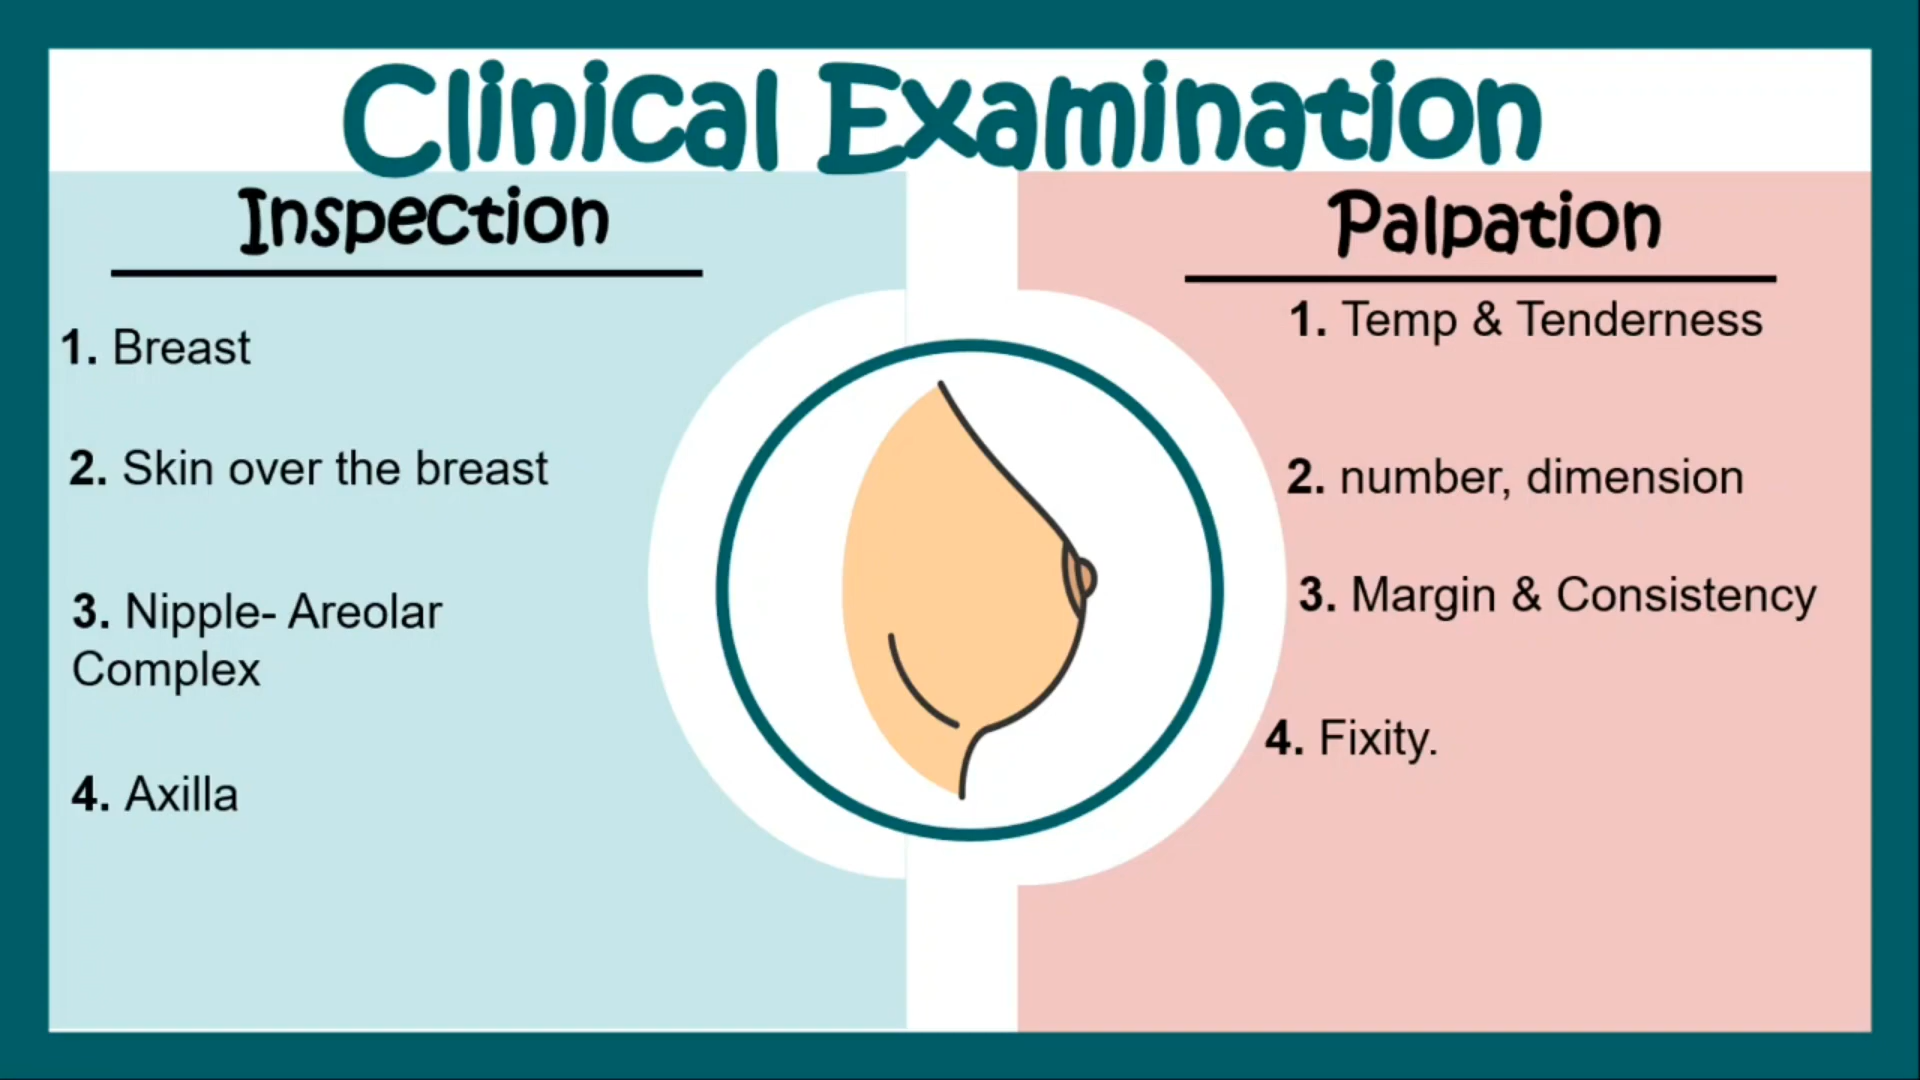 Clinical Examination
Inspection
1. Breast
2. Skin over the breast
3. Nipple- Areolar
Complex
4. Axilla
Palpation
1. Temp & Tenderness
2. number, dimension
3. Margin & Consistency
4. Fixity.